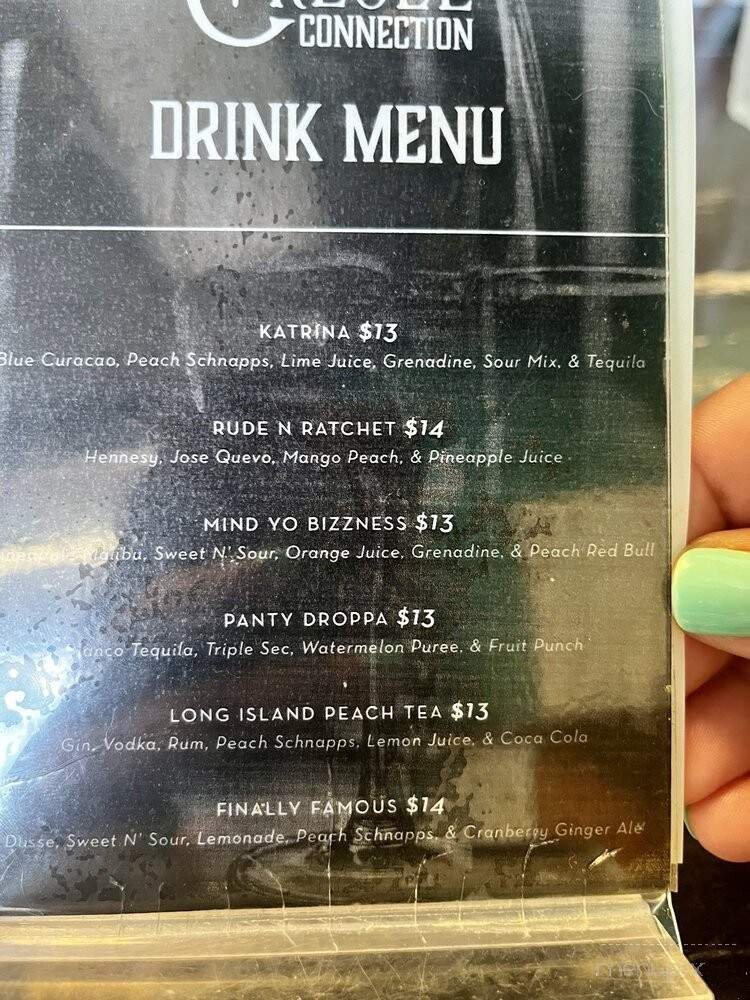 CONNECTION
DRINK MENU
KATRINA $13
Blue Curacao, Peach Schnapps, Lime Juice, Grenadine, Sour Mix, & Tequila
RUDE N RATCHET $14
Hennesy, Jose Quevo, Mango Peach, & Pineapple Juice
MIND YO BIZZNESS $13
Malibu, Sweet N' Sour, Orange Juice, Grenadine, & Peach Red Bull
PANTY DROPPA $13
Tequila, Triple Sec, Watermelon Puree, & Fruit Punch
LONG ISLAND PEACH TEA $13
Gin, Vodka, Rum, Peach Schnapps, Lemon Juice, & Coca Cola
FINALLY FAMOUS $14
Dusse, Sweet N' Sour, Lemonade, Peach Schnapps, & Cranberry Ginger Ale